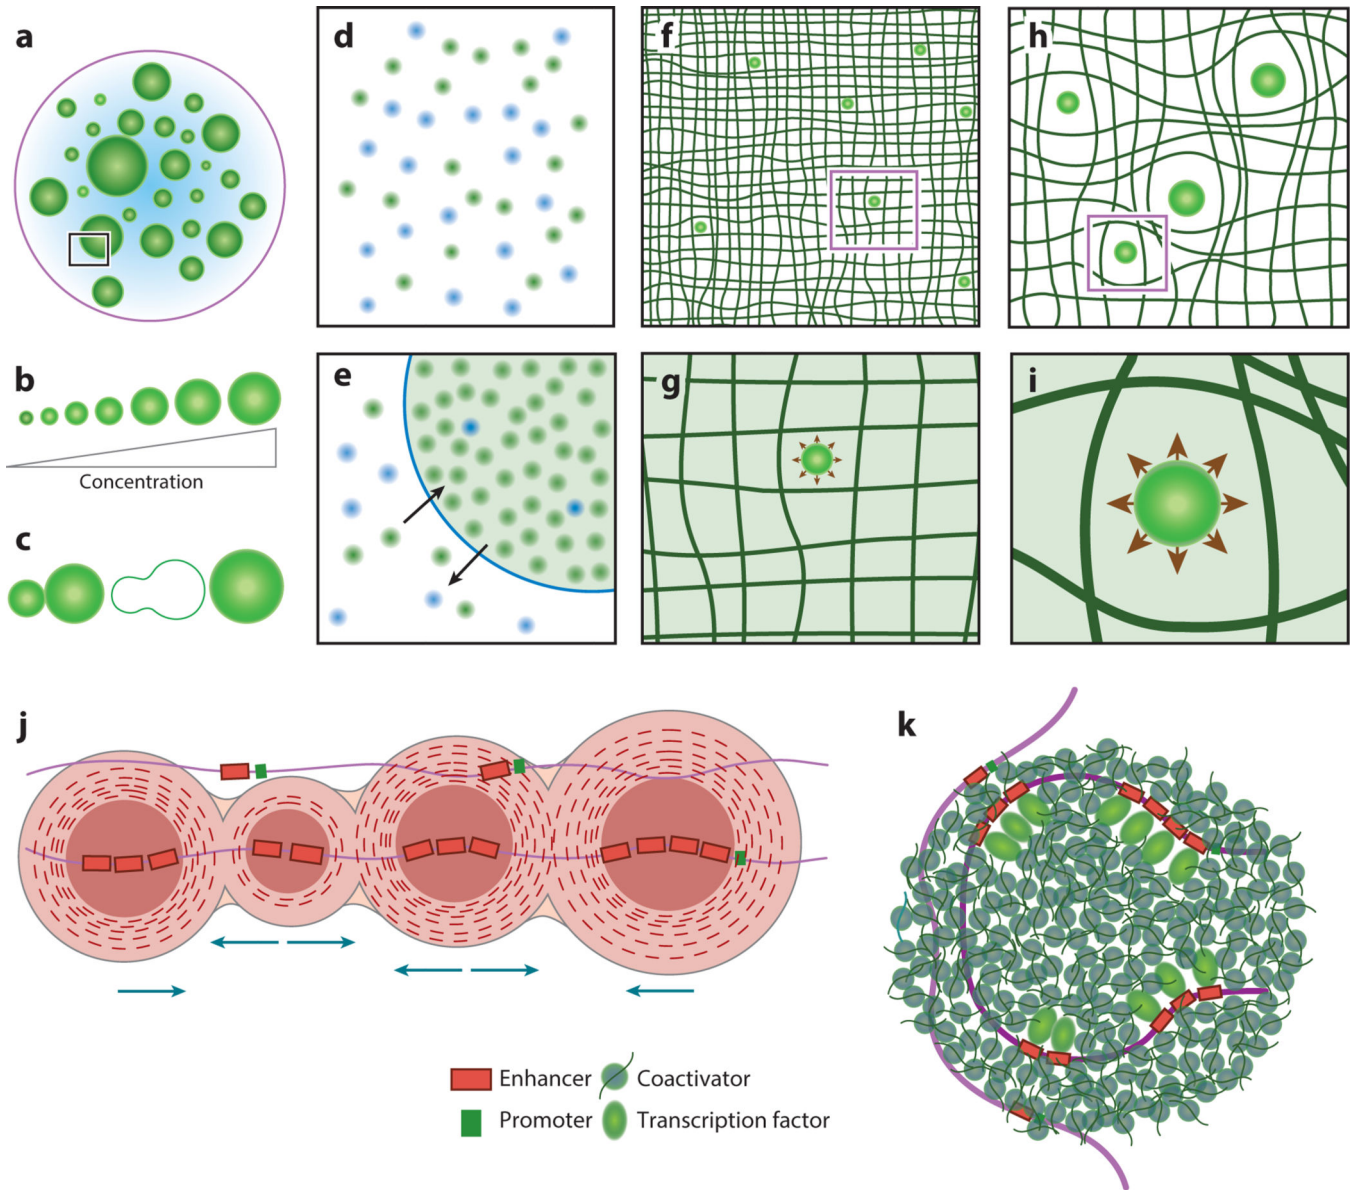 a
d
f
h
b
Concentration
e
g
i
c
j
k
Enhancer
Coactivator
Promoter
Transcription factor